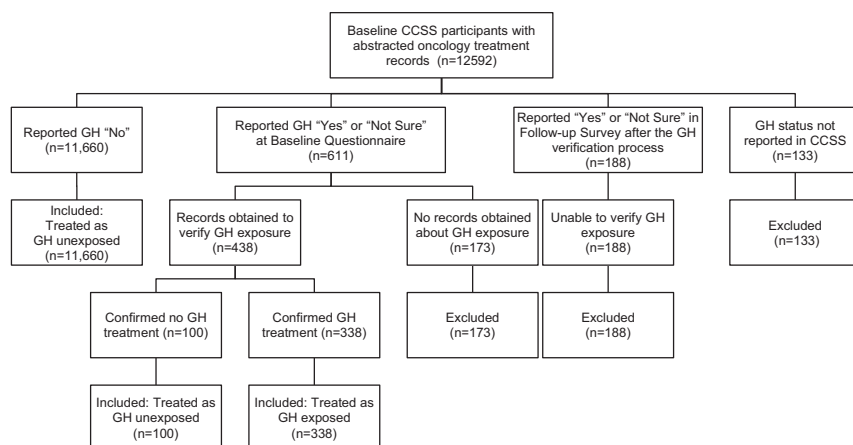 Baseline CCSS participants with
abstracted oncology treatment
records (n=12592)
Reported GH “No”
(n=11,660)
Reported GH “Yes” or “Not Sure”
at Baseline Questionnaire
(n=611)
Reported “Yes” or “Not Sure” in
Follow-up Survey after the GH
verification process
(n=188)
GH status not
reported in CCSS
(n=133)
Included:
Treated as
GH unexposed
(n=11,660)
Records obtained to
verify GH exposure
(n=438)
No records obtained
about GH exposure
(n=173)
Unable to verify GH
exposure
(n=188)
Excluded
(n=133)
Confirmed no GH
treatment (n=100)
Confirmed GH
treatment (n=338)
Excluded
(n=173)
Excluded
(n=188)
Included: Treated as
GH unexposed
(n=100)
Included: Treated as
GH exposed
(n=338)